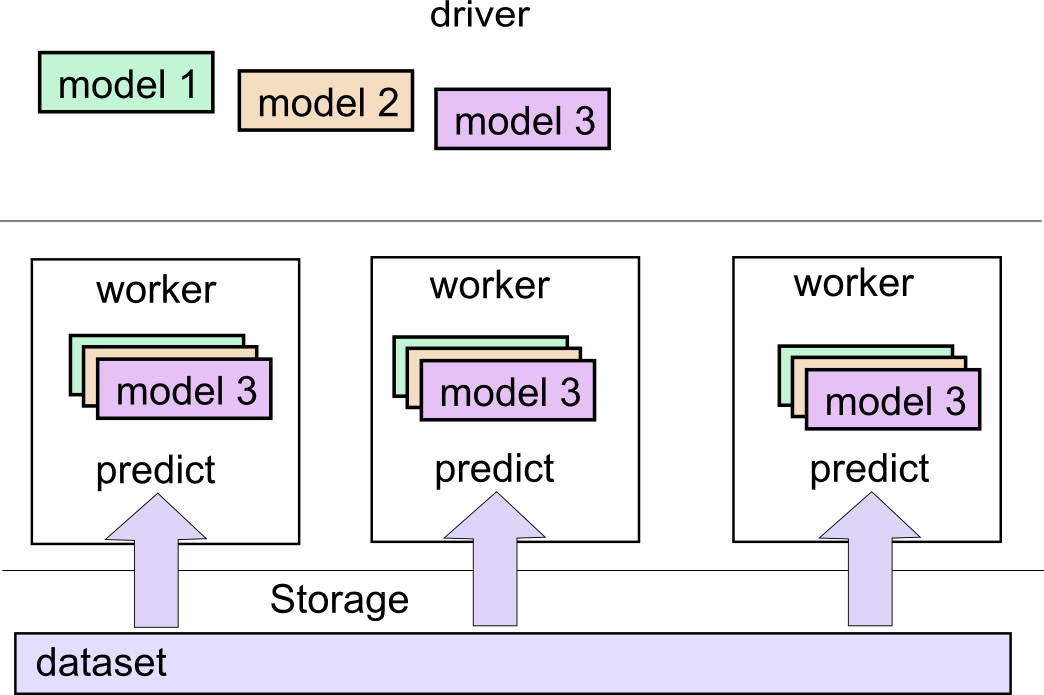 driver
model 1
model 2
model 3
worker
worker
worker
model 3
model 3
model 3
predict
predict
predict
Storage
dataset